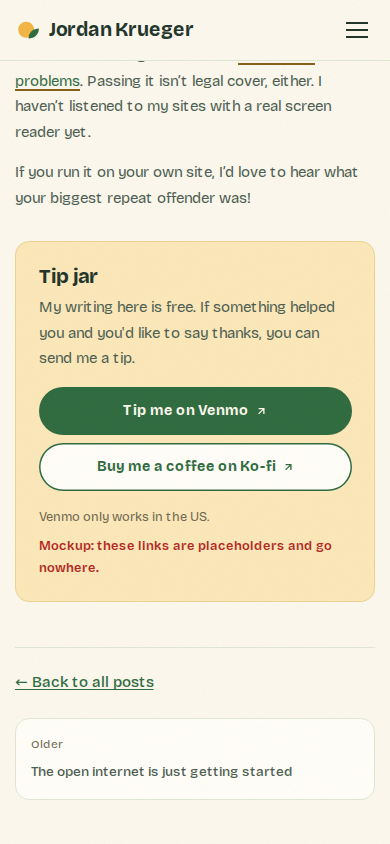 Jordan Krueger
problems. Passing it isn’t legal cover, either. I
haven’t listened to my sites with a real screen
reader yet.
If you run it on your own site, I’d love to hear what
your biggest repeat offender was!
Tip jar
My writing here is free. If something helped
you and you'd like to say thanks, you can
send me a tip.
Tip me on Venmo ↗
Buy me a coffee on Ko-fi ↗
Venmo only works in the US.
Mockup: these links are placeholders and go
nowhere.
← Back to all posts
Older
The open internet is just getting started